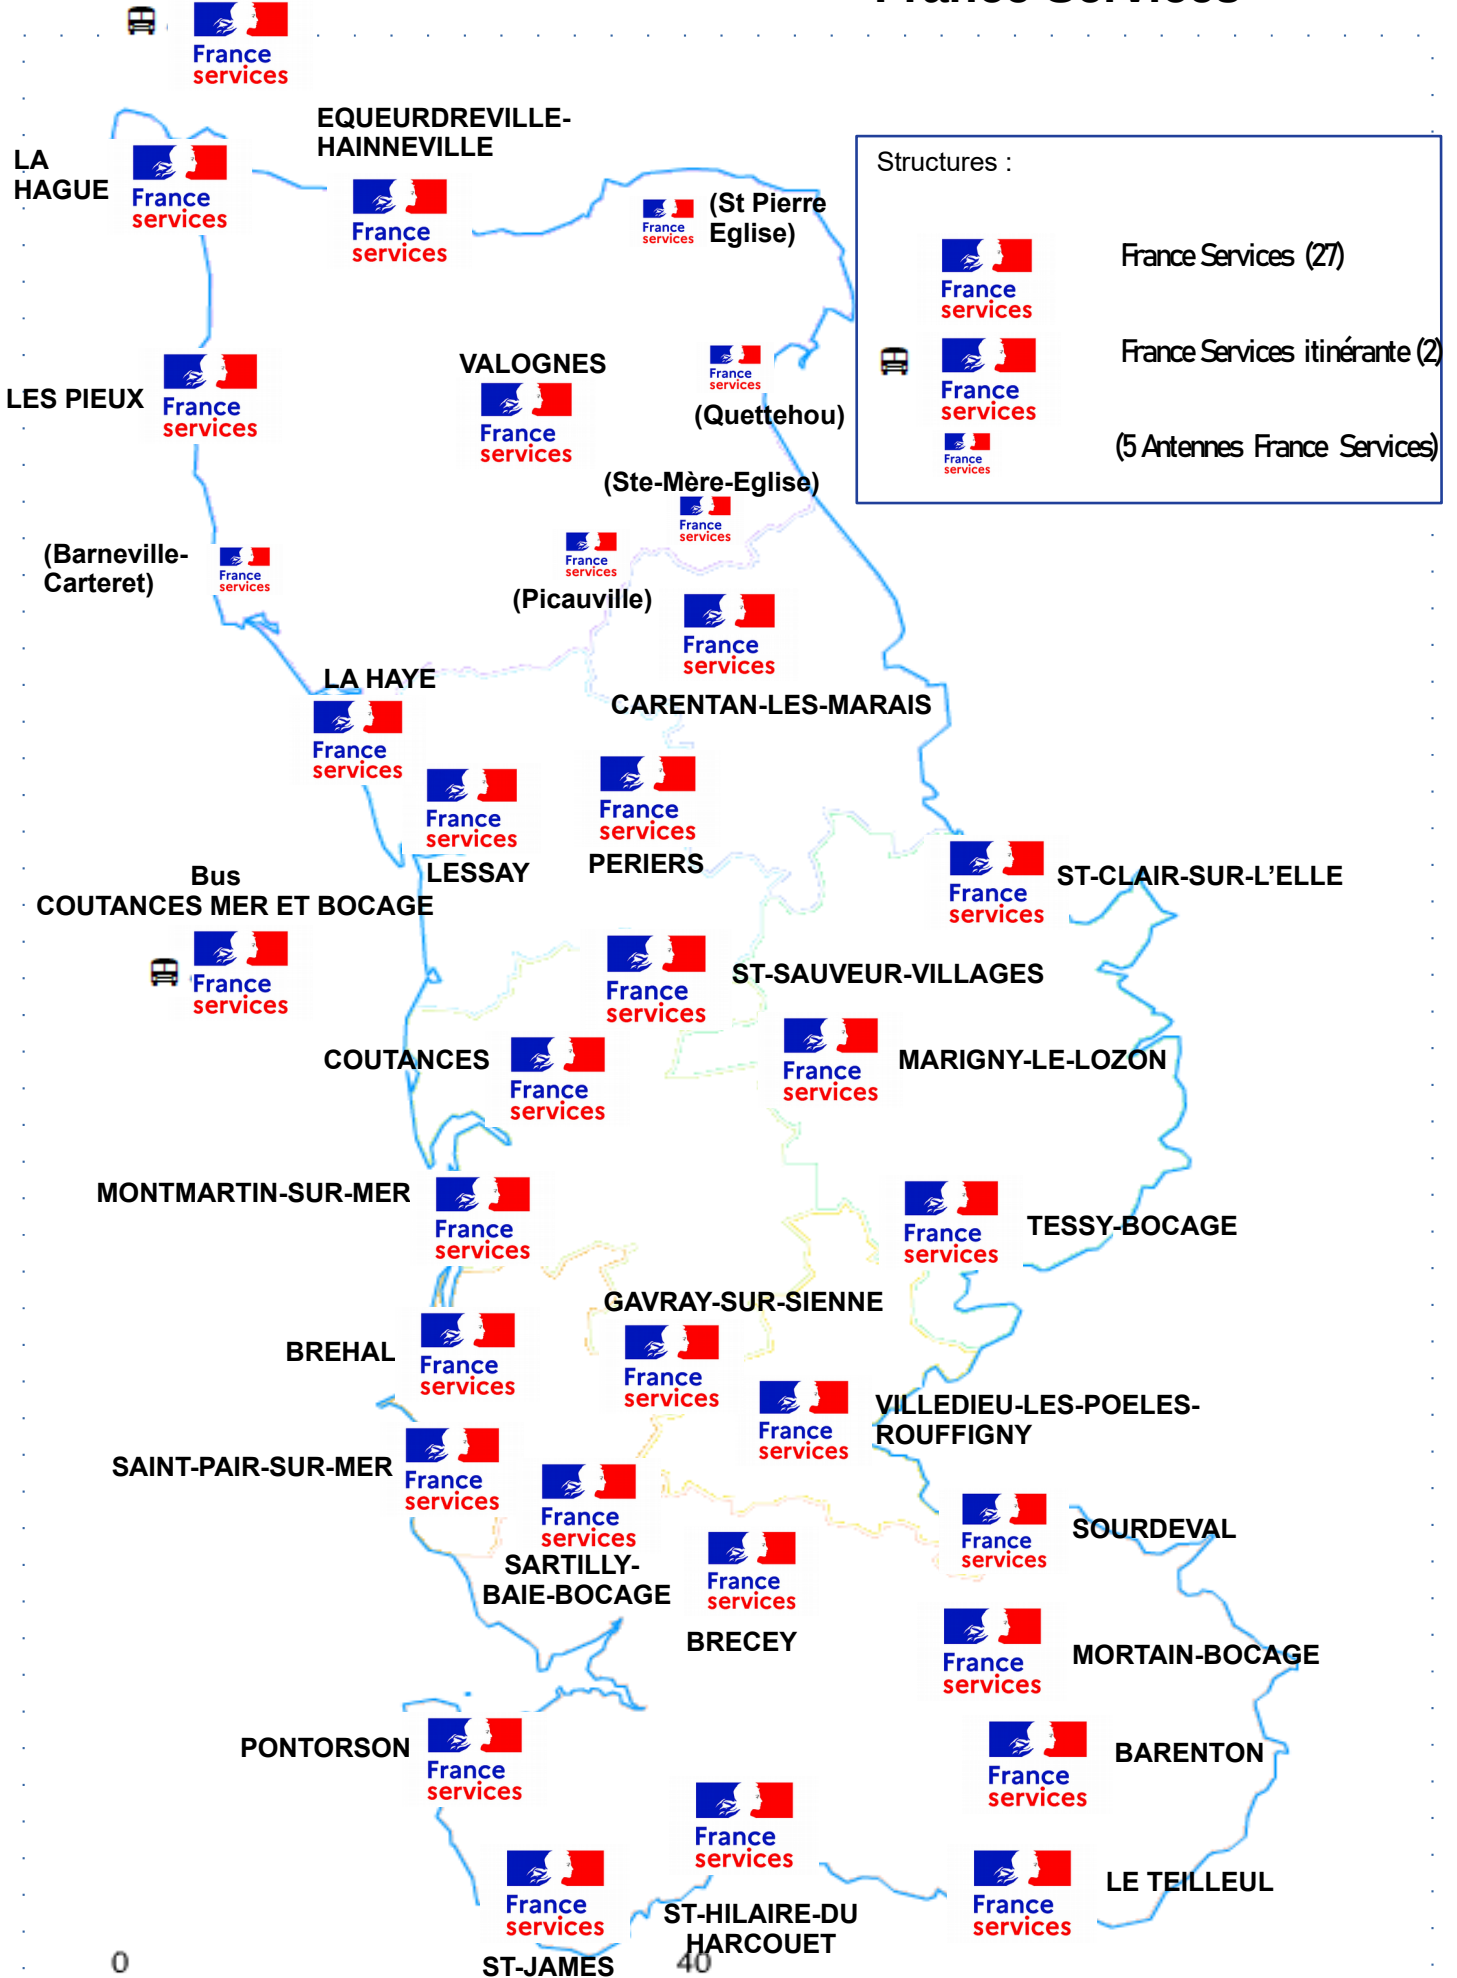 France Services
France
services
EQUEURDREVILLE-
HAINNEVILLE
LA
HAGUE
France
services
France
services
France
services
(St Pierre
Eglise)
Structures :
France
services
France Services (27)
France
services
France Services itinérante (2)
France
services
(5 Antennes France Services)
LES PIEUX
France
services
VALOGNES
France
services
France
services
(Quettehou)
(Ste-Mère-Eglise)
France
services
(Barneville-
Carteret)
France
services
France
services
(Picauville)
France
services
CARENTAN-LES-MARAIS
LA HAYE
France
services
France
services
LESSAY
France
services
PERIERS
Bus
COUTANCES MER ET BOCAGE
France
services
France
services
ST-CLAIR-SUR-L'ELLE
France
services
ST-SAUVEUR-VILLAGES
COUTANCES
France
services
France
services
MARIGNY-LE-LOZON
MONTMARTIN-SUR-MER
France
services
France
services
TESSY-BOCAGE
GAVRAY-SUR-SIENNE
France
services
BREHAL
France
services
France
services
VILLEDIEU-LES-POELES-
ROUFFIGNY
SAINT-PAIR-SUR-MER
France
services
France
services
SARTILLY-
BAIE-BOCAGE
France
services
BRECEY
France
services
SOURDEVAL
France
services
MORTAIN-BOCAGE
PONTORSON
France
services
France
services
BARENTON
France
services
ST-HILAIRE-DU
HARCOUET
France
services
ST-JAMES
France
services
LE TEILLEUL
0
40